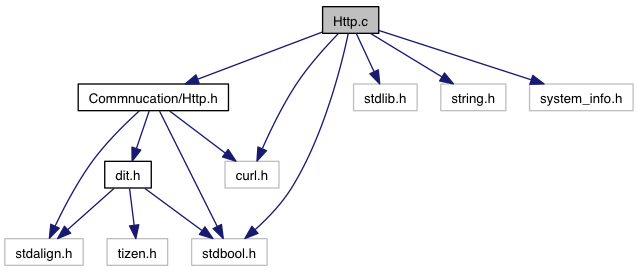 Http.c
Commnucation/Http.h
stdlib.h
string.h
system_info.h
dit.h
curl.h
stdalign.h
tizen.h
stdbool.h